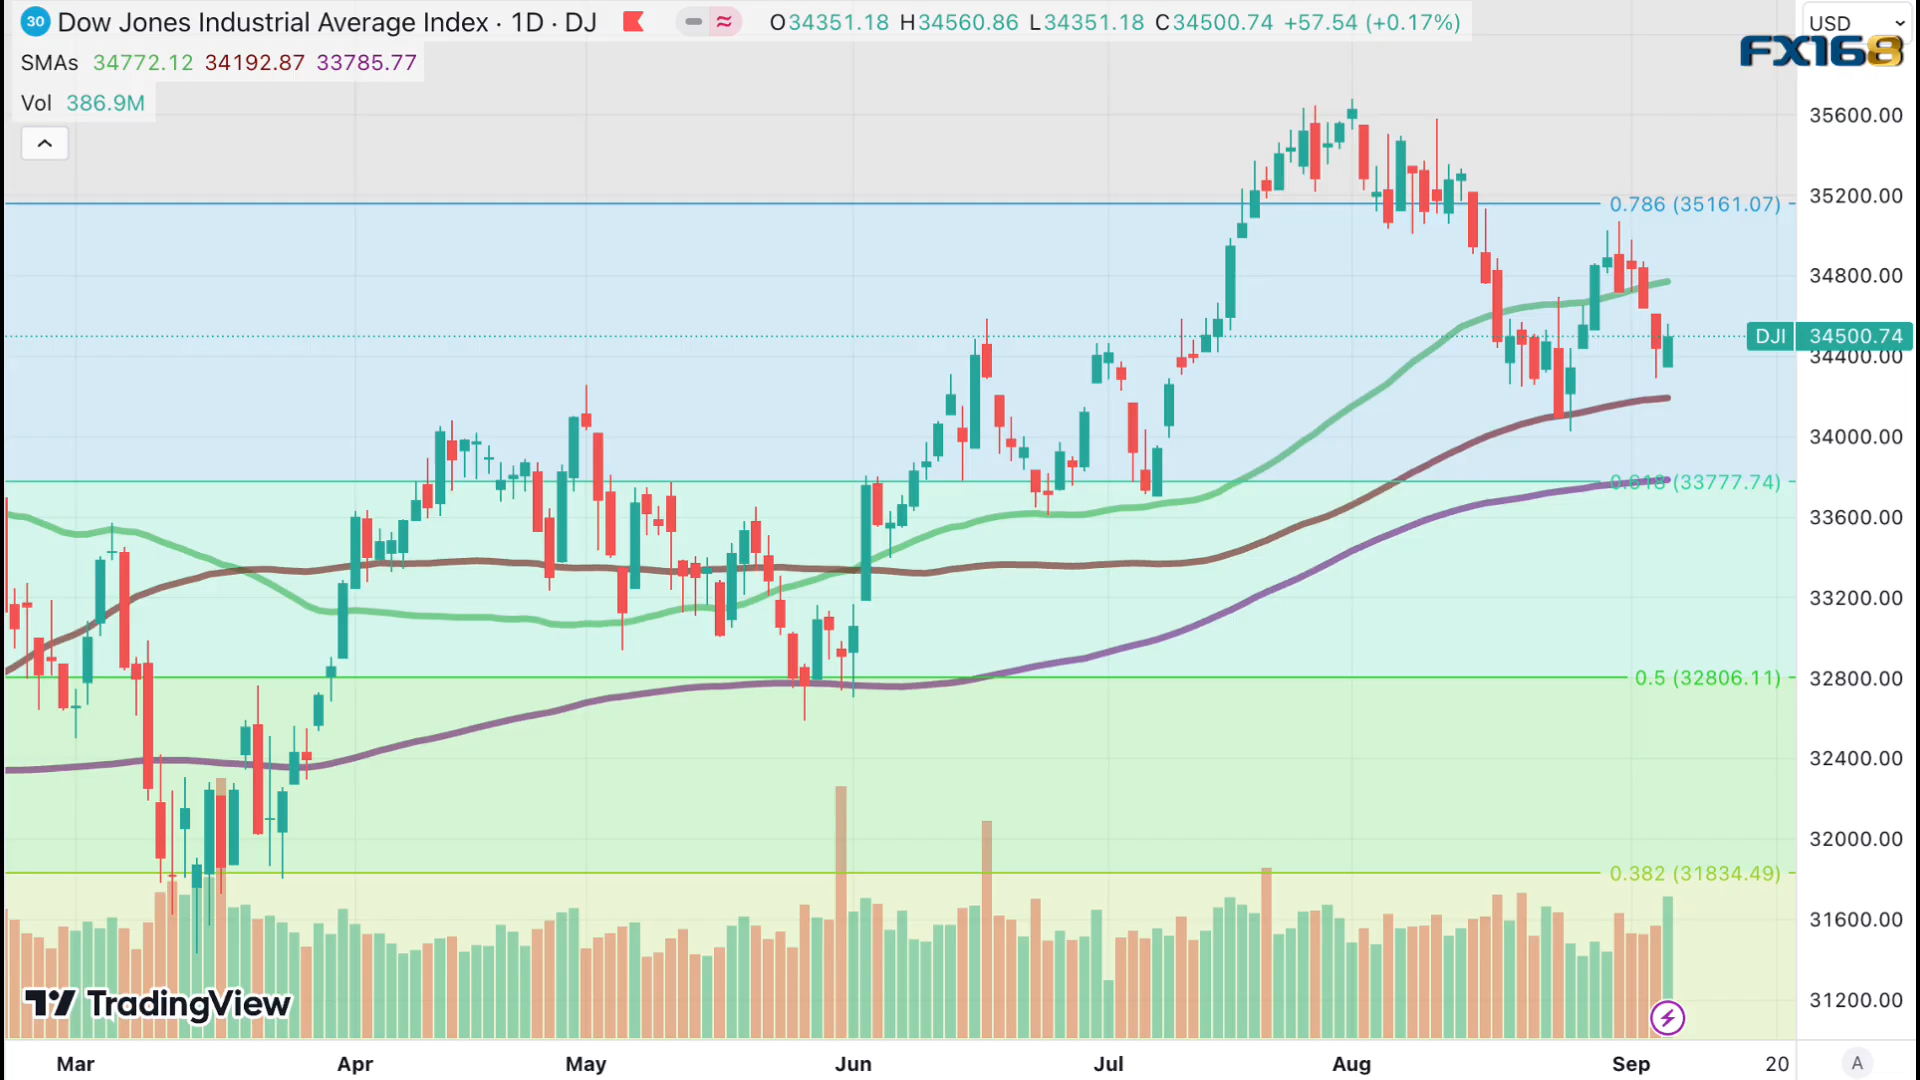 30 Dow Jones Industrial Average Index · 1D · DJ O34351.18 H34560.86 L34351.18 C34500.74 +57.54 (+0.17%)
USD
FX168
SMAs 34772.12 34192.87 33785.77
Vol 386.9M
35600.00
35200.00
0.786 (35161.07)
34800.00
DJI 34500.74
34400.00
34000.00
0.618 (33777.74)
33600.00
33200.00
0.5 (32806.11)
32800.00
32400.00
32000.00
0.382 (31834.49)
31600.00
31200.00
TradingView
Mar Apr May Jun Jul Aug Sep 20 A